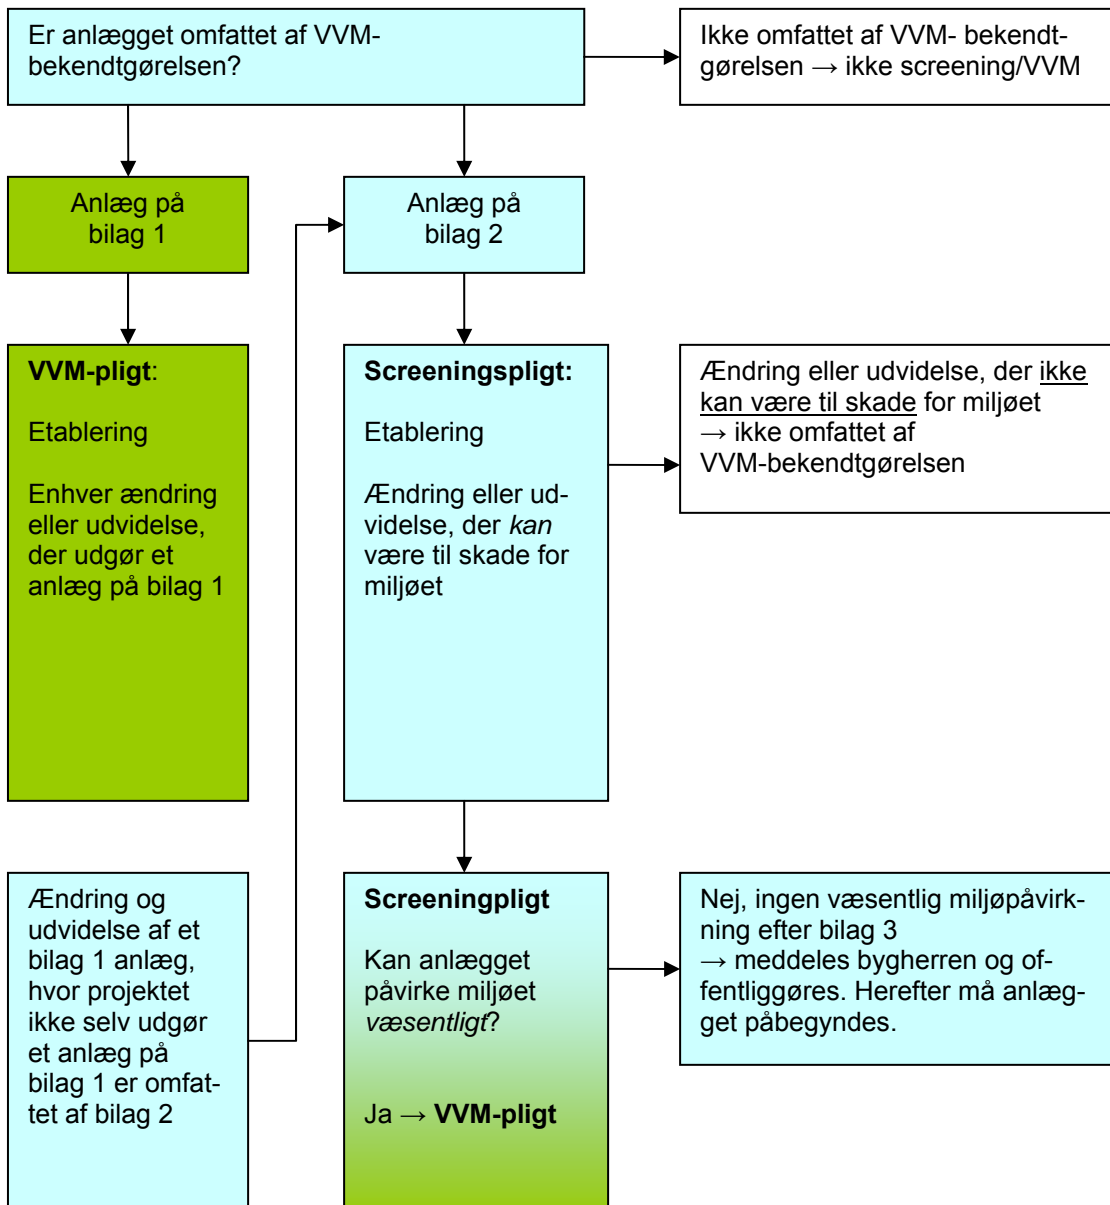 Er anlægget omfattet af VVM-
bekendtgørelsen?
Ikke omfattet af VVM- bekendt-
gørelsen → ikke screening/VVM
Anlæg på
bilag 1
Anlæg på
bilag 2
VVM-pligt:
Etablering
Enhver ændring
eller udvidelse,
der udgør et
anlæg på bilag 1
Screeningspligt:
Etablering
Ændring eller ud-
videlse, der kan
være til skade for
miljøet
Ændring eller udvidelse, der ikke
kan være til skade for miljøet
→ ikke omfattet af
VVM-bekendtgørelsen
Ændring og
udvidelse af et
bilag 1 anlæg,
hvor projektet
ikke selv udgør
et anlæg på
bilag 1 er omfat-
tet af bilag 2
Screeningpligt
Kan anlægget
påvirke miljøet
væsentligt?
Ja → VVM-pligt
Nej, ingen væsentlig miljøpåvirk-
ning efter bilag 3
→ meddeles bygherren og of-
fentliggøres. Herefter må anlæg-
get påbegyndes.